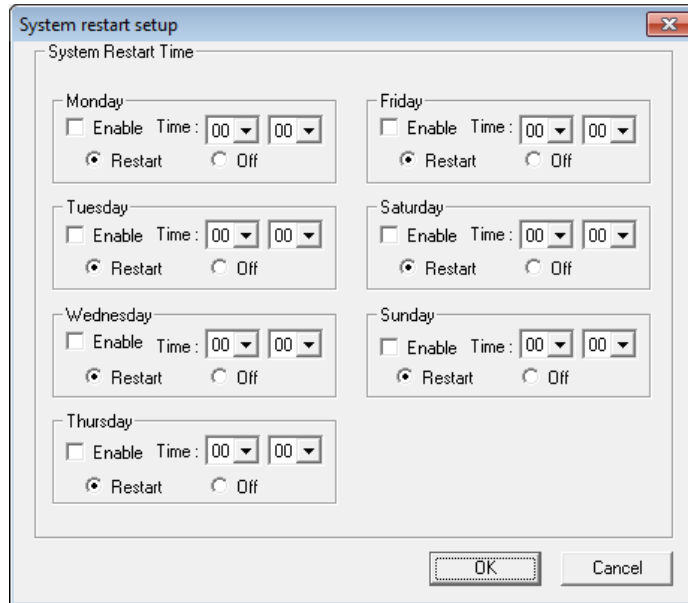 System restart setup
System Restart Time
Monday
Enable Time : 00 00
Restart Off
Tuesday
Enable Time : 00 00
Restart Off
Wednesday
Enable Time : 00 00
Restart Off
Thursday
Enable Time : 00 00
Restart Off
Friday
Enable Time : 00 00
Restart Off
Saturday
Enable Time : 00 00
Restart Off
Sunday
Enable Time : 00 00
Restart Off
OK Cancel